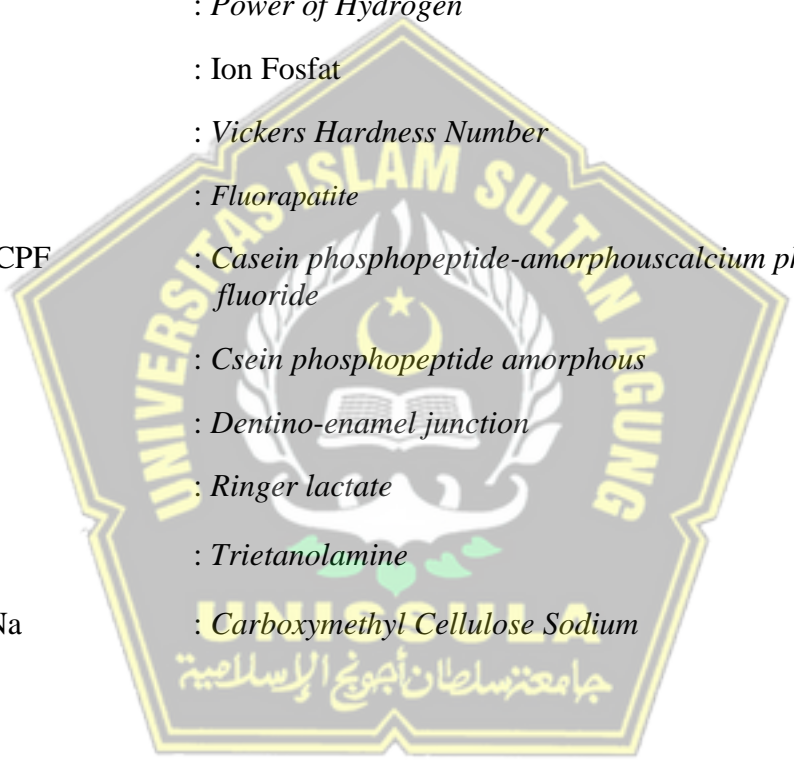 : Power of Hydrogen
: Ion Fosfat
: Vickers Hardness Number
: Fluorapatite
CPF : Casein phosphopeptide-amorphouscalcium ph
fluoride
: Csein phosphopeptide amorphous
: Dentino-enamel junction
: Ringer lactate
: Trietanolamine
Na : Carboxymethyl Cellulose Sodium
UNIVERSITAS ISLAM SULTAN AGUNG
UNISSULA
جامعة سلطان أجونج الإسلامية